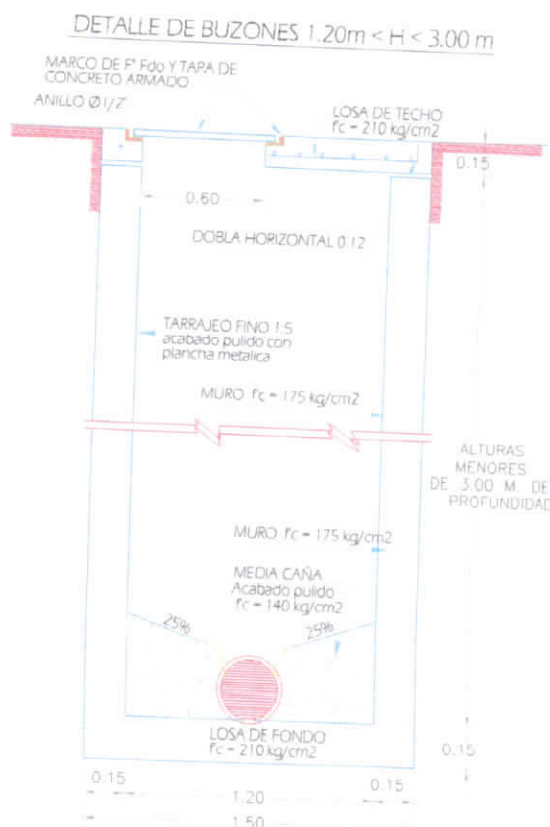 DETALLE DE BUZONES 1.20m < H < 3.00 m
MARCO DE F° Fdo Y TAPA DE
CONCRETO ARMADO
ANILLO Ø1/2"
LOSA DE TECHO
f'c = 210 kg/cm2
0.15
0.60
DOBLA HORIZONTAL 0.12
TARRAJEO FINO 1:5
acabado pulido con
plancha metalica
MURO f'c = 175 kg/cm2
ALTURAS
MENORES
DE 3.00 M. DE
PROFUNDIDAD
MURO f'c = 175 kg/cm2
MEDIA CAÑA
Acabado pulido
f'c = 140 kg/cm2
25%
25%
LOSA DE FONDO
f'c = 210 kg/cm2
0.15
0.15
0.15
1.20
1.50